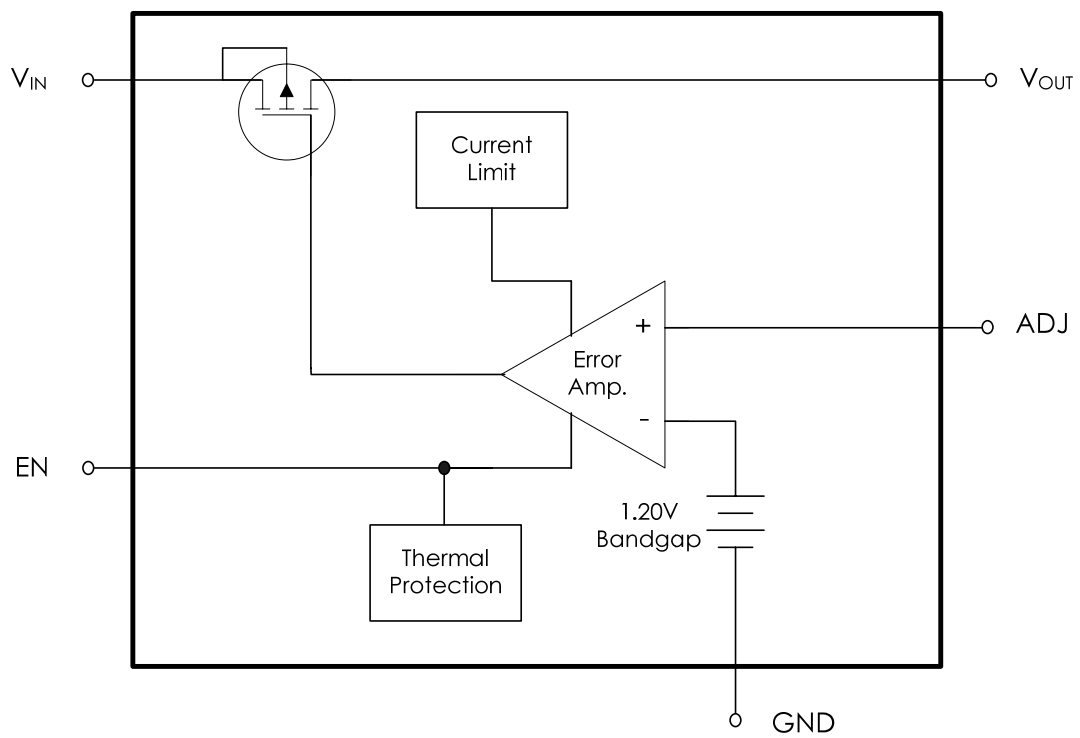 VIN
VOUT
Current
Limit
+
ADJ
Error
Amp.
-
EN
1.20V
Bandgap
Thermal
Protection
GND